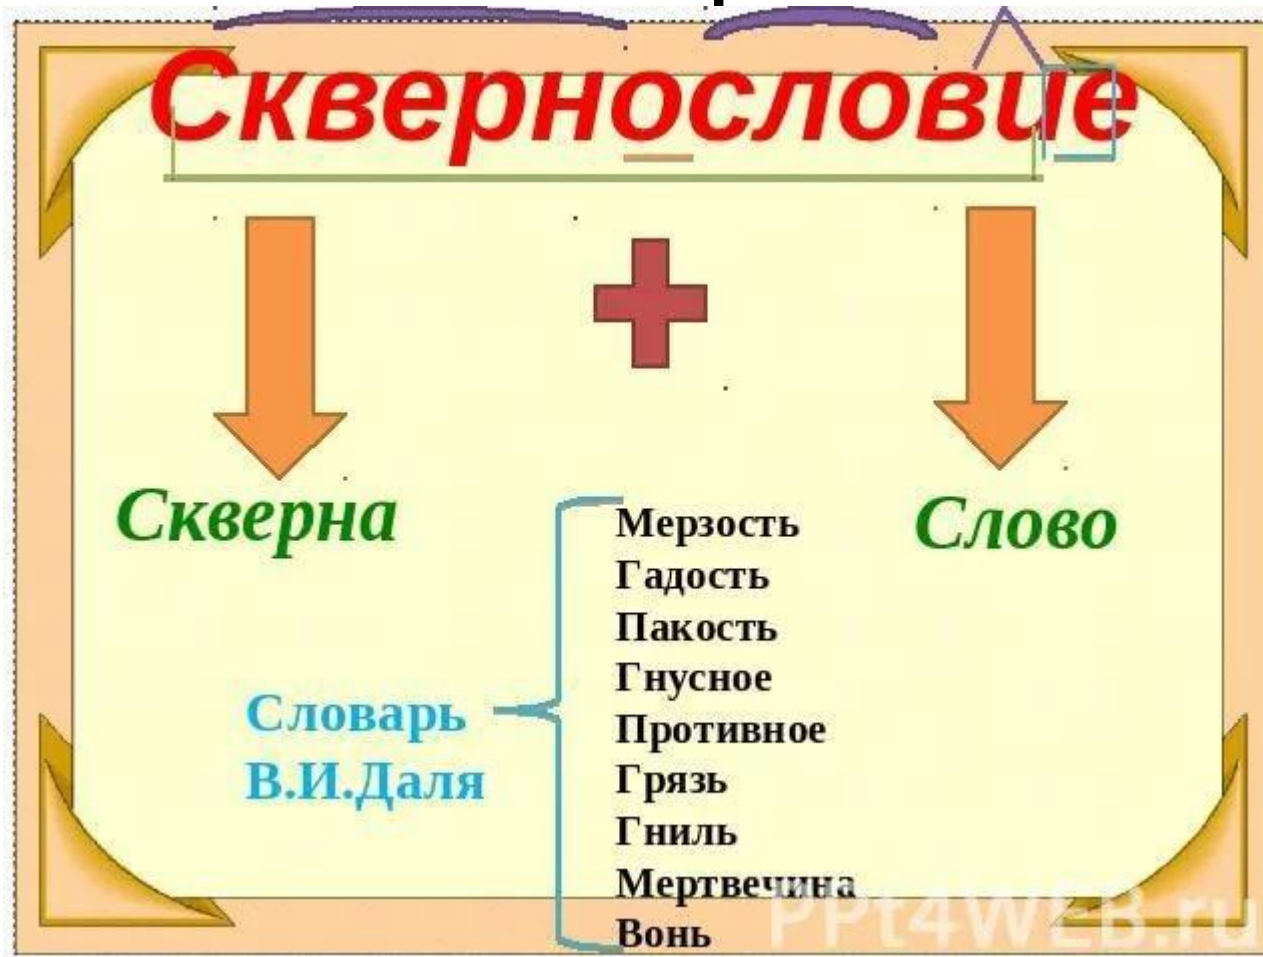 Сквернословие
Скверна
Слово
Словарь
В.И.Даля
Мерзость
Гадость
Пакость
Гнусное
Противное
Грязь
Гниль
Мертвечина
Вонь
PPt4WEB.ru